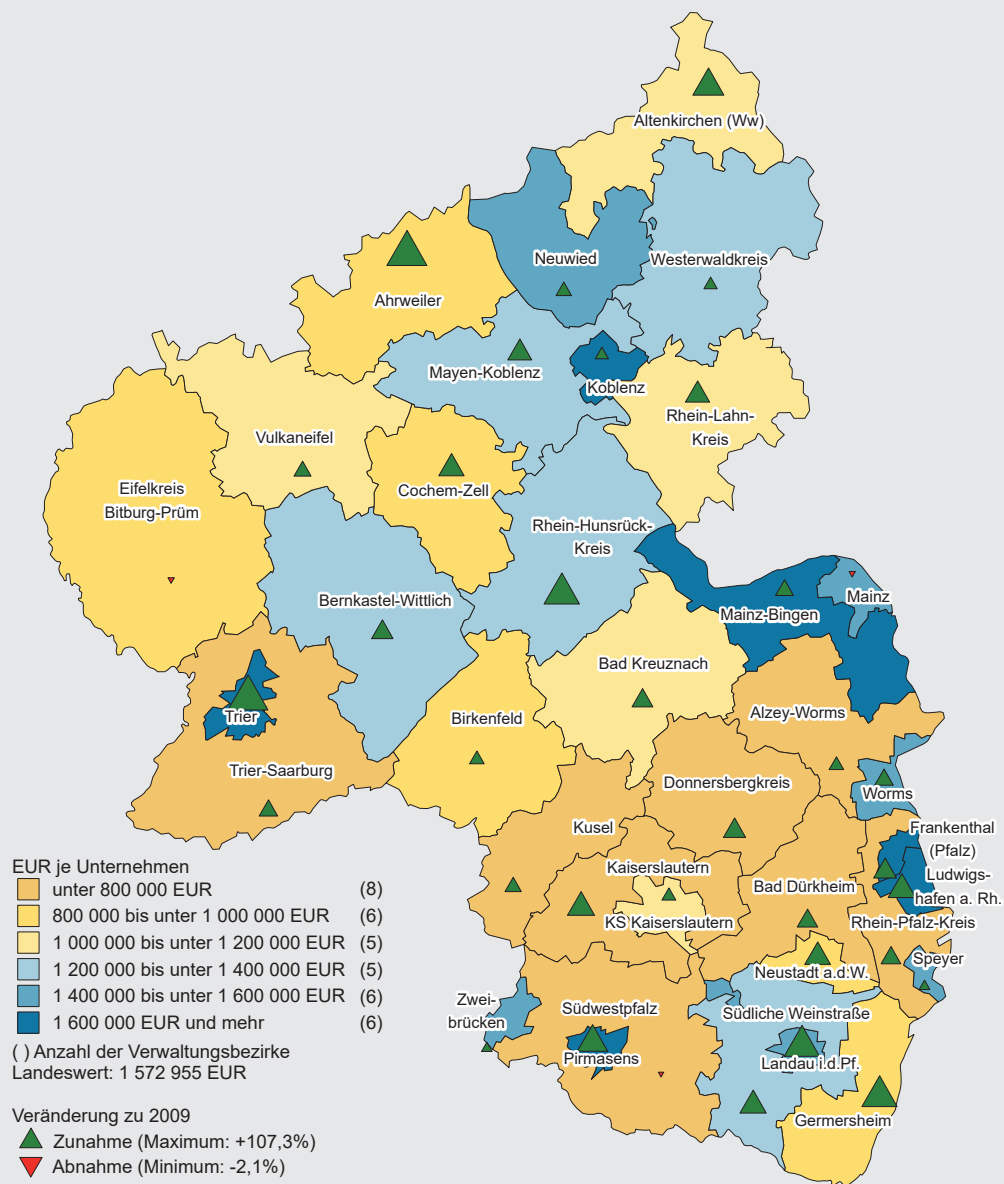 Altenkirchen (Ww)
Neuwied
Westerwaldkreis
Ahrweiler
Mayen-Koblenz
Koblenz
Rhein-Lahn-
Kreis
Vulkaneifel
Eifelkreis
Bitburg-Prüm
Cochem-Zell
Rhein-Hunsrück-
Kreis
Bernkastel-Wittlich
Mainz
Mainz-Bingen
Bad Kreuznach
Trier
Birkenfeld
Alzey-Worms
Trier-Saarburg
Donnersbergkreis
Worms
Kusel
Frankenthal
(Pfalz)
Kaiserslautern
Ludwigs-
hafen a. Rh.
Bad Dürkheim
KS Kaiserslautern
Rhein-Pfalz-Kreis
Speyer
Neustadt a.d.W.
Zwei-
brücken
Südwestpfalz
Südliche Weinstraße
Pirmasens
Landau i.d.Pf.
Germersheim
EUR je Unternehmen
unter 800 000 EUR (8)
800 000 bis unter 1 000 000 EUR (6)
1 000 000 bis unter 1 200 000 EUR (5)
1 200 000 bis unter 1 400 000 EUR (5)
1 400 000 bis unter 1 600 000 EUR (6)
1 600 000 EUR und mehr (6)
( ) Anzahl der Verwaltungsbezirke
Landeswert: 1 572 955 EUR
Veränderung zu 2009
Zunahme (Maximum: +107,3%)
Abnahme (Minimum: -2,1%)